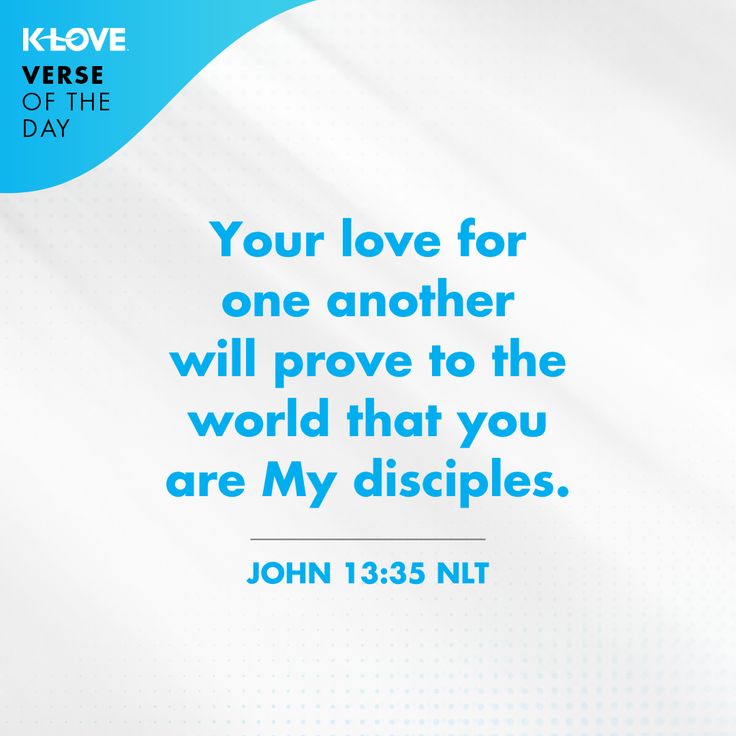 K-LOVE
VERSE
OF THE
DAY
Your love for
one another
will prove to the
world that you
are My disciples.
JOHN 13:35 NLT